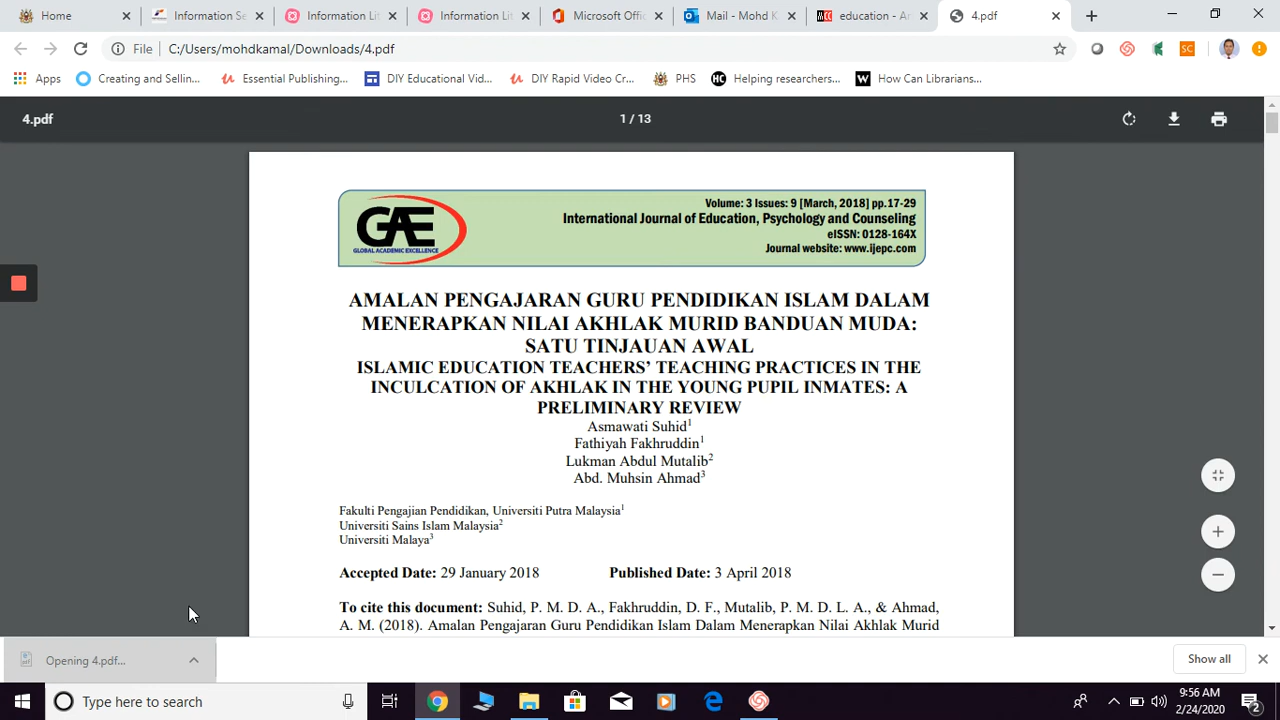 Home
Information Se
Information Lit
Information Lit
Microsoft Offic
Mail - Mohd K
education - Ar
4.pdf
File
C:/Users/mohdkamal/Downloads/4.pdf
SC
Apps
Creating and Sellin...
Essential Publishing...
DIY Educational Vid...
DIY Rapid Video Cr...
PHS
HC
Helping researchers...
W
How Can Librarians...
4.pdf
1 / 13
GAE
GLOBAL ACADEMIC EXCELLENCE
Volume: 3 Issues: 9 [March, 2018] pp.17-29
International Journal of Education, Psychology and Counseling
eISSN: 0128-164X
Journal website: www.ijepc.com
AMALAN PENGAJARAN GURU PENDIDIKAN ISLAM DALAM
MENERAPKAN NILAI AKHLAK MURID BANDUAN MUDA:
SATU TINJAUAN AWAL
ISLAMIC EDUCATION TEACHERS' TEACHING PRACTICES IN THE
INCULCATION OF AKHLAK IN THE YOUNG PUPIL INMATES: A
PRELIMINARY REVIEW
Asmawati Suhid1
Fathiyah Fakhruddin1
Lukman Abdul Mutalib2
Abd. Muhsin Ahmad3
Fakulti Pengajian Pendidikan, Universiti Putra Malaysia1
Universiti Sains Islam Malaysia2
Universiti Malaya3
Accepted Date: 29 January 2018
Published Date: 3 April 2018
To cite this document: Suhid, P. M. D. A., Fakhruddin, D. F., Mutalib, P. M. D. L. A., & Ahmad,
A. M. (2018). Amalan Pengajaran Guru Pendidikan Islam Dalam Menerapkan Nilai Akhlak Murid
Opening 4.pdf...
Show all
Type here to search
9:56 AM
2/24/2020
2